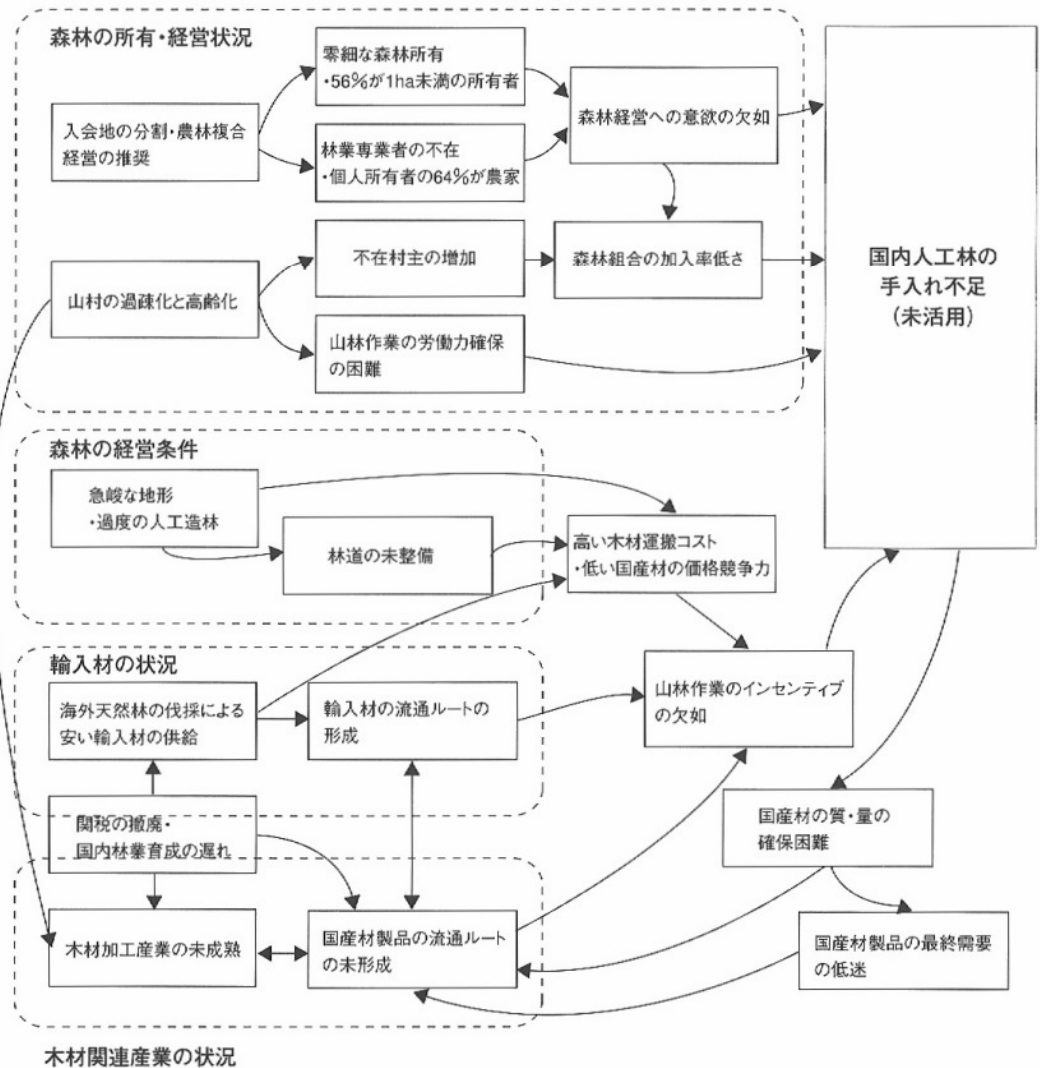 森林の所有・経営状況
零細な森林所有
・56%が1ha未満の所有者
入会地の分割・農林複合
経営の推奨
林業専業者の不在
・個人所有者の64%が農家
森林経営への意欲の欠如
不在村主の増加
森林組合の加入率低さ
山村の過疎化と高齢化
山林作業の労働力確保
の困難
国内人工林の
手入れ不足
(未活用)
森林の経営条件
急峻な地形
・過度の人工造林
林道の未整備
高い木材運搬コスト
・低い国産材の価格競争力
輸入材の状況
海外天然林の伐採による
安い輸入材の供給
輸入材の流通ルートの
形成
山林作業のインセンティブ
の欠如
関税の撤廃・
国内林業育成の遅れ
国産材の質・量の
確保困難
木材加工産業の未成熟
国産材製品の流通ルート
の未形成
国産材製品の最終需要
の低迷
木材関連産業の状況